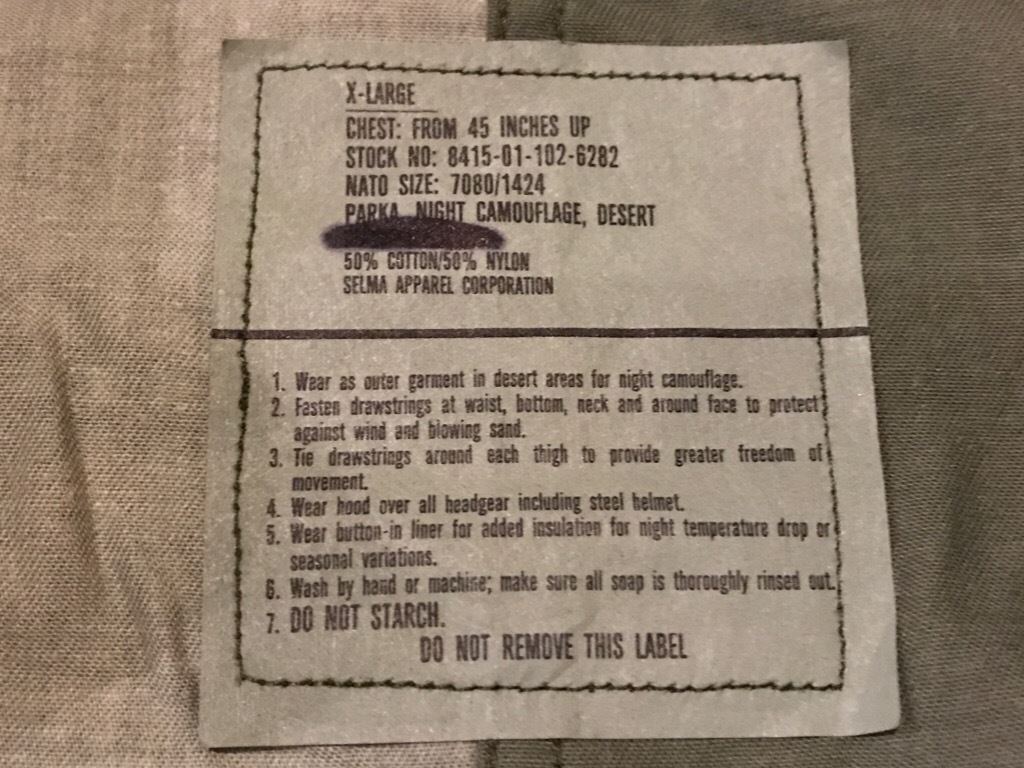 X-LARGE
CHEST: FROM 45 INCHES UP
STOCK NO: 8415-01-102-6282
NATO SIZE: 7080/1424
PARKA, NIGHT CAMOUFLAGE, DESERT
50% COTTON/50% NYLON
SELMA APPAREL CORPORATION
1. Wear as outer garment in desert areas for night camouflage.
2. Fasten drawstrings at waist, bottom, neck and around face to protect
against wind and blowing sand.
3. Tie drawstrings around each thigh to provide greater freedom of
movement.
4. Wear hood over all headgear including steel helmet.
5. Wear button-in liner for added insulation for night temperature drop or
seasonal variations.
6. Wash by hand or machine; make sure all soap is thoroughly rinsed out.
7. DO NOT STARCH.
DO NOT REMOVE THIS LABEL